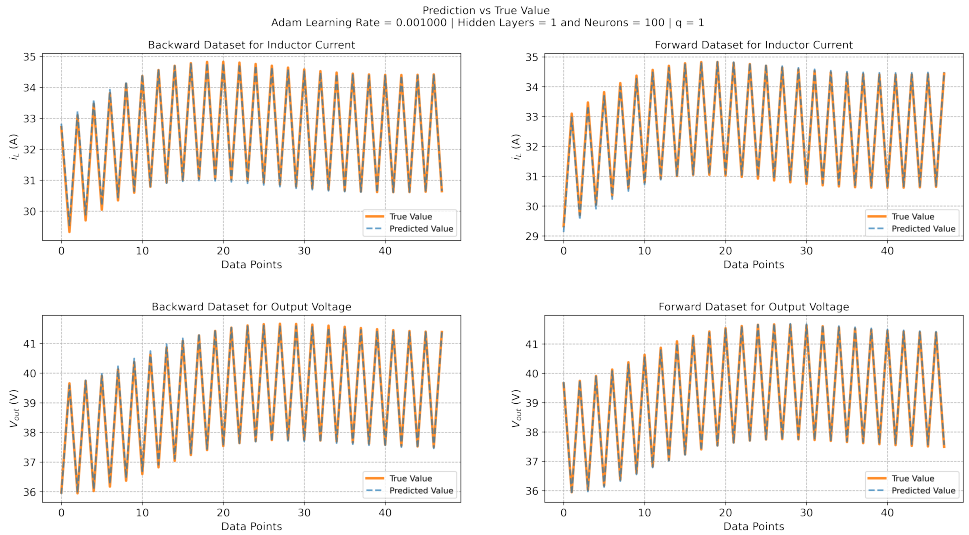 Prediction vs True Value
Adam Learning Rate = 0.001000 | Hidden Layers = 1 and Neurons = 100 | q = 1
Backward Dataset for Inductor Current
35
34
33
32
31
30
i_L (A)
0 10 20 30 40
Data Points
True Value
Predicted Value
Forward Dataset for Inductor Current
35
34
33
32
31
30
29
i_L (A)
0 10 20 30 40
Data Points
True Value
Predicted Value
Backward Dataset for Output Voltage
41
40
39
38
37
36
V_out (V)
0 10 20 30 40
Data Points
True Value
Predicted Value
Forward Dataset for Output Voltage
41
40
39
38
37
36
V_out (V)
0 10 20 30 40
Data Points
True Value
Predicted Value